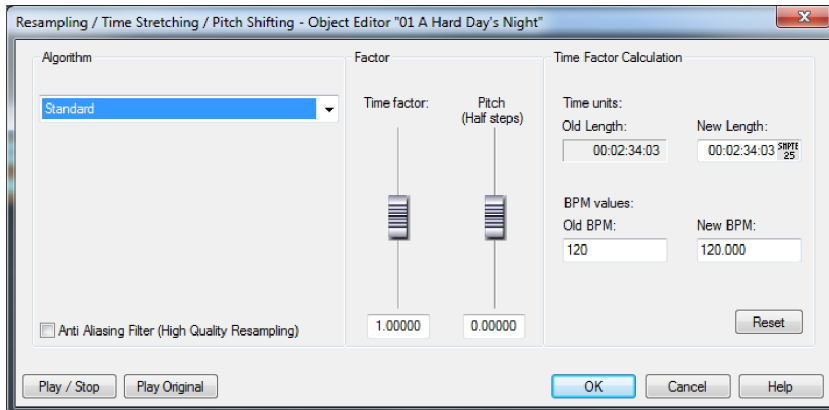 Resampling / Time Stretching / Pitch Shifting - Object Editor "01 A Hard Day's Night"
Algorithm
Standard
Anti Aliasing Filter (High Quality Resampling)
Factor
Time factor:
Pitch
(Half steps)
1.00000
0.00000
Time Factor Calculation
Time units:
Old Length:
New Length:
00:02:34:03
00:02:34:03
SMPTE
25
BPM values:
Old BPM:
New BPM:
120
120.000
Reset
Play / Stop
Play Original
OK
Cancel
Help